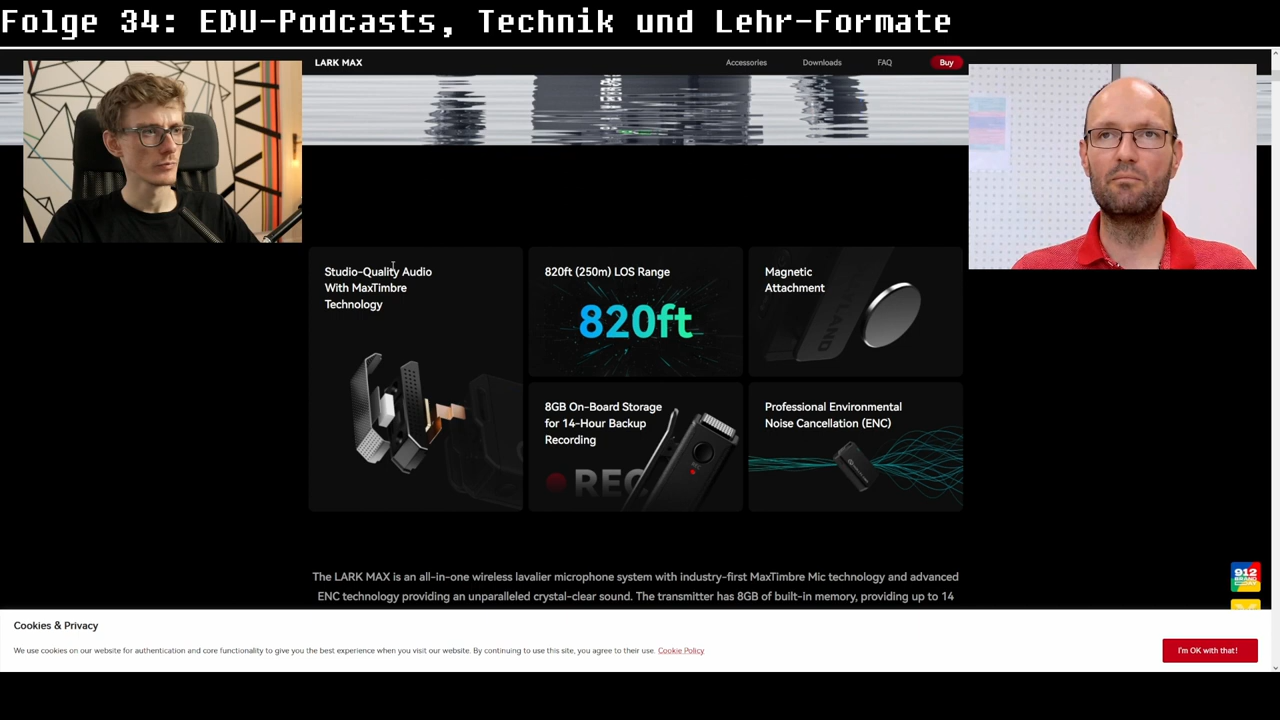 Folge 34: EDU-Podcasts, Technik und Lehr-Formate
LARK MAX
Accessories
Downloads
FAQ
Buy
Studio-Quality Audio
With MaxTimbre
Technology
820ft (250m) LOS Range
820ft
Magnetic
Attachment
8GB On-Board Storage
for 14-Hour Backup
Recording
REC
Professional Environmental
Noise Cancellation (ENC)
The LARK MAX is an all-in-one wireless lavalier microphone system with industry-first MaxTimbre Mic technology and advanced
ENC technology providing an unparalleled crystal-clear sound. The transmitter has 8GB of built-in memory, providing up to 14
912
Cookies & Privacy
We use cookies on our website for authentication and core functionality to give you the best experience when you visit our website. By continuing to use this site, you agree to their use. Cookie Policy
I'm OK with that!